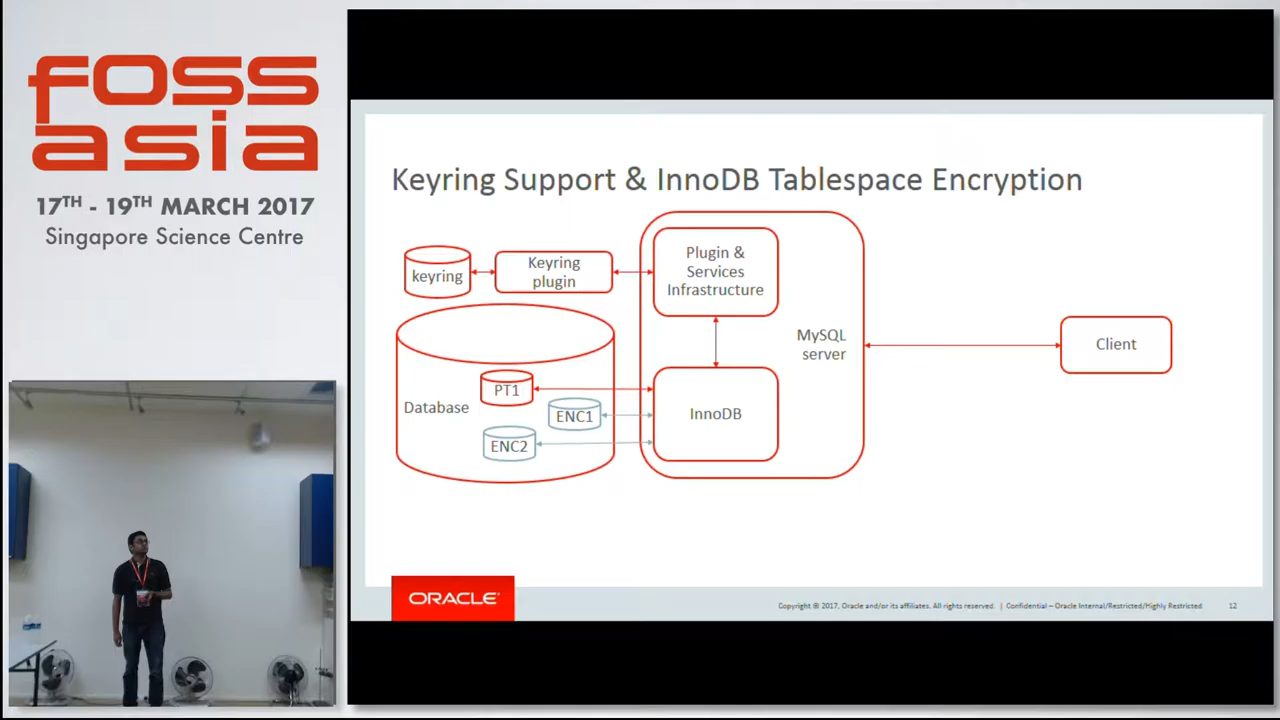 foss
asia
17TH - 19TH MARCH 2017
Singapore Science Centre
Keyring Support & InnoDB Tablespace Encryption
keyring
Keyring
plugin
Plugin &
Services
Infrastructure
MySQL
server
Client
Database
PT1
ENC1
ENC2
InnoDB
ORACLE
Copyright © 2017, Oracle and/or its affiliates. All rights reserved. | Confidential – Oracle Internal/Restricted/Highly Restricted 12